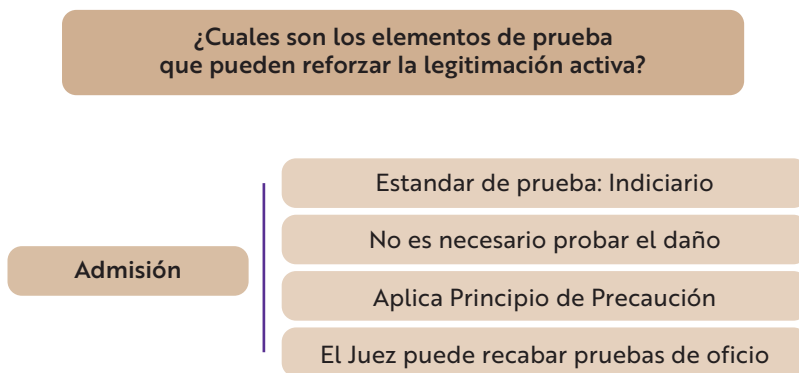 ¿Cuales son los elementos de prueba
que pueden reforzar la legitimación activa?
Admisión
Estandar de prueba: Indiciario
No es necesario probar el daño
Aplica Principio de Precaución
El Juez puede recabar pruebas de oficio